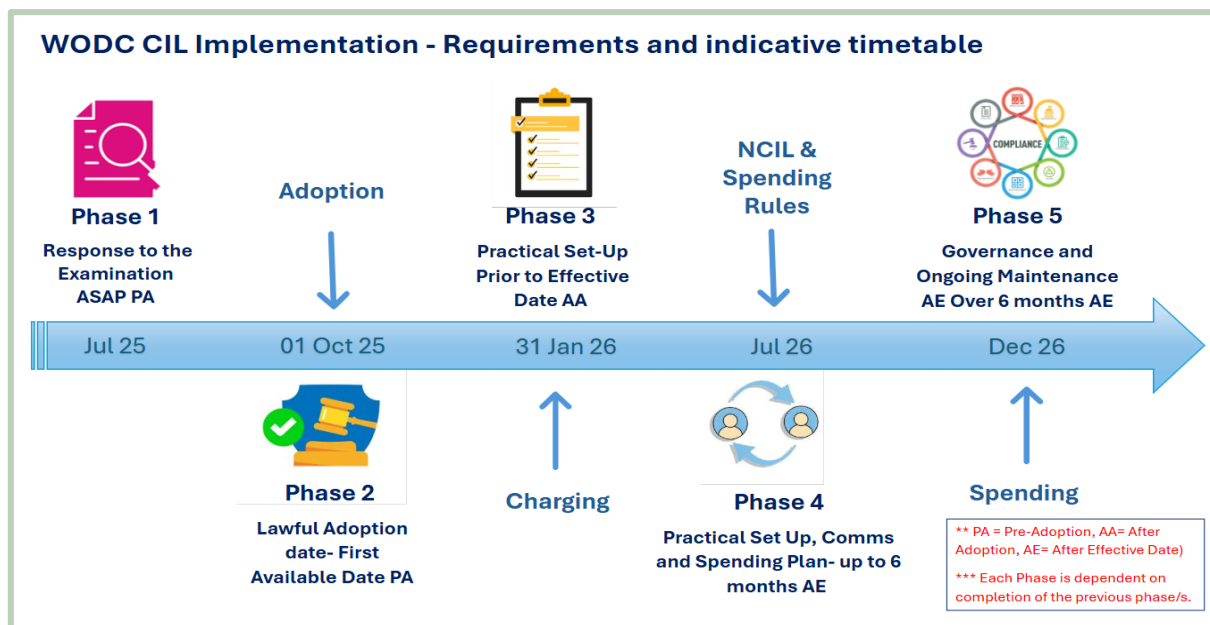 WODC CIL Implementation - Requirements and indicative timetable
Phase 1
Response to the
Examination
ASAP PA
Adoption
Phase 3
Practical Set-Up
Prior to Effective
Date AA
NCIL &
Spending
Rules
COMPLIANCE
Phase 5
Governance and
Ongoing Maintenance
AE Over 6 months AE
Jul 25
01 Oct 25
31 Jan 26
Jul 26
Dec 26
Phase 2
Lawful Adoption
date- First
Available Date PA
Charging
Phase 4
Practical Set Up, Comms
and Spending Plan- up to 6
months AE
Spending
** PA = Pre-Adoption, AA= After
Adoption, AE= After Effective Date)
*** Each Phase is dependent on
completion of the previous phase/s.